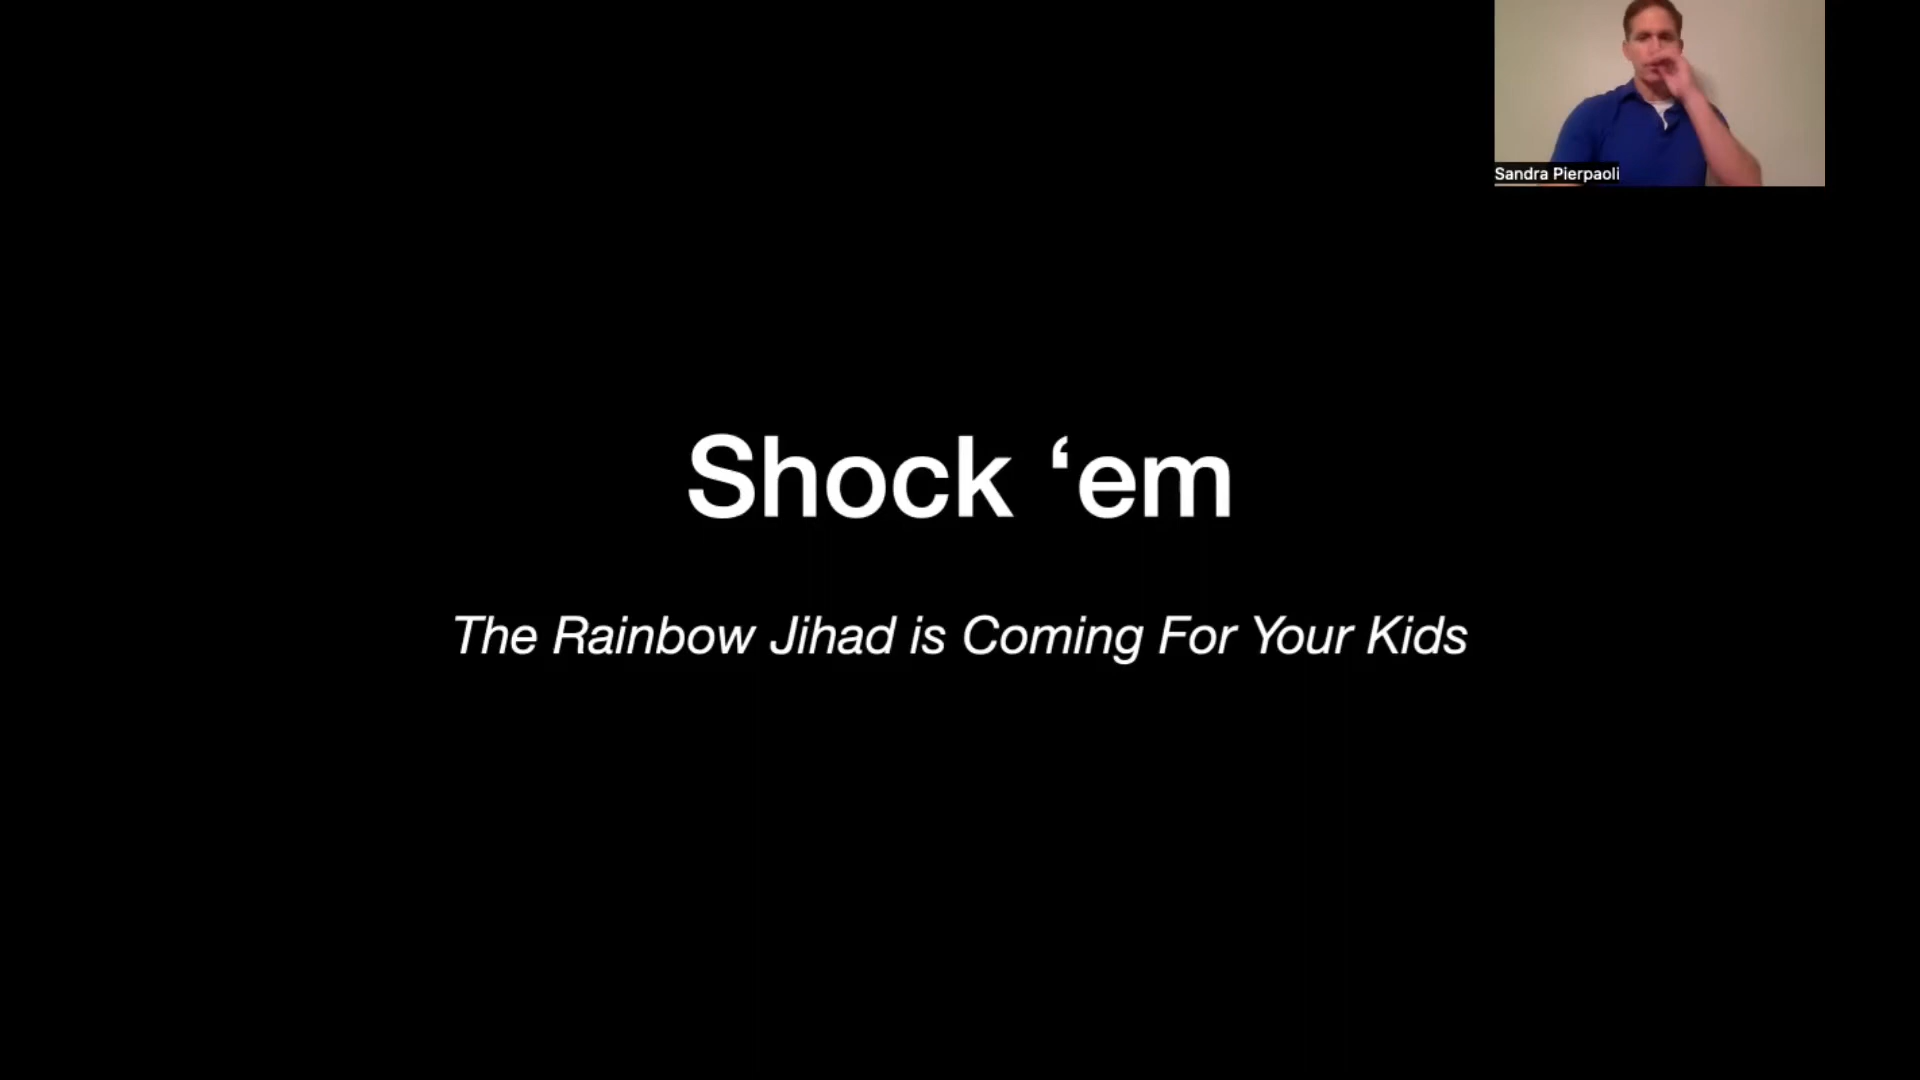 Sandra Pierpaoli
Shock ‘em
The Rainbow Jihad is Coming For Your Kids